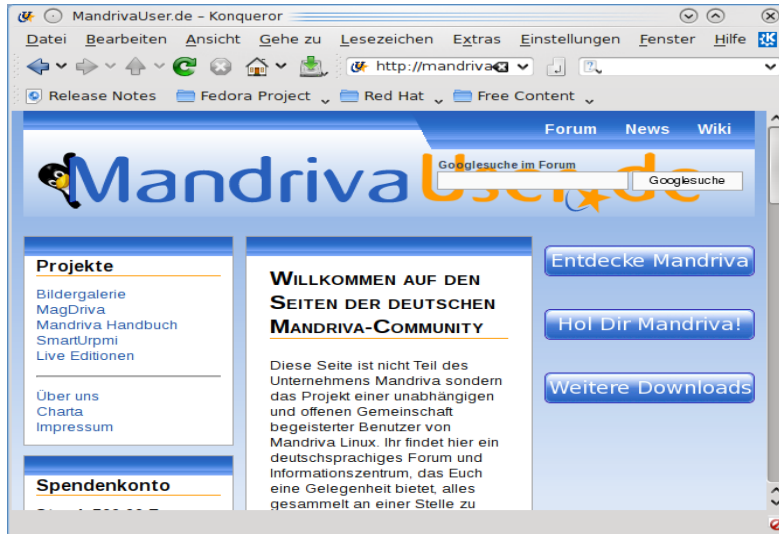 MandrivaUser.de – Konqueror
Datei Bearbeiten Ansicht Gehe zu Lesezeichen Extras Einstellungen Fenster Hilfe
http://mandriva
Release Notes Fedora Project Red Hat Free Content
Forum News Wiki
MandrivaUser.de
Googlesuche im Forum
Googlesuche
Projekte
Bildergalerie
MagDriva
Mandriva Handbuch
SmartUrpmi
Live Editionen
Über uns
Charta
Impressum
Spendenkonto
Willkommen auf den
Seiten der deutschen
Mandriva-Community
Diese Seite ist nicht Teil des
Unternehmens Mandriva sondern
das Projekt einer unabhängigen
und offenen Gemeinschaft
begeisterter Benutzer von
Mandriva Linux. Ihr findet hier ein
deutschsprachiges Forum und
Informationszentrum, das Euch
eine Gelegenheit bietet, alles
gesammelt an einer Stelle zu
Entdecke Mandriva
Hol Dir Mandriva!
Weitere Downloads